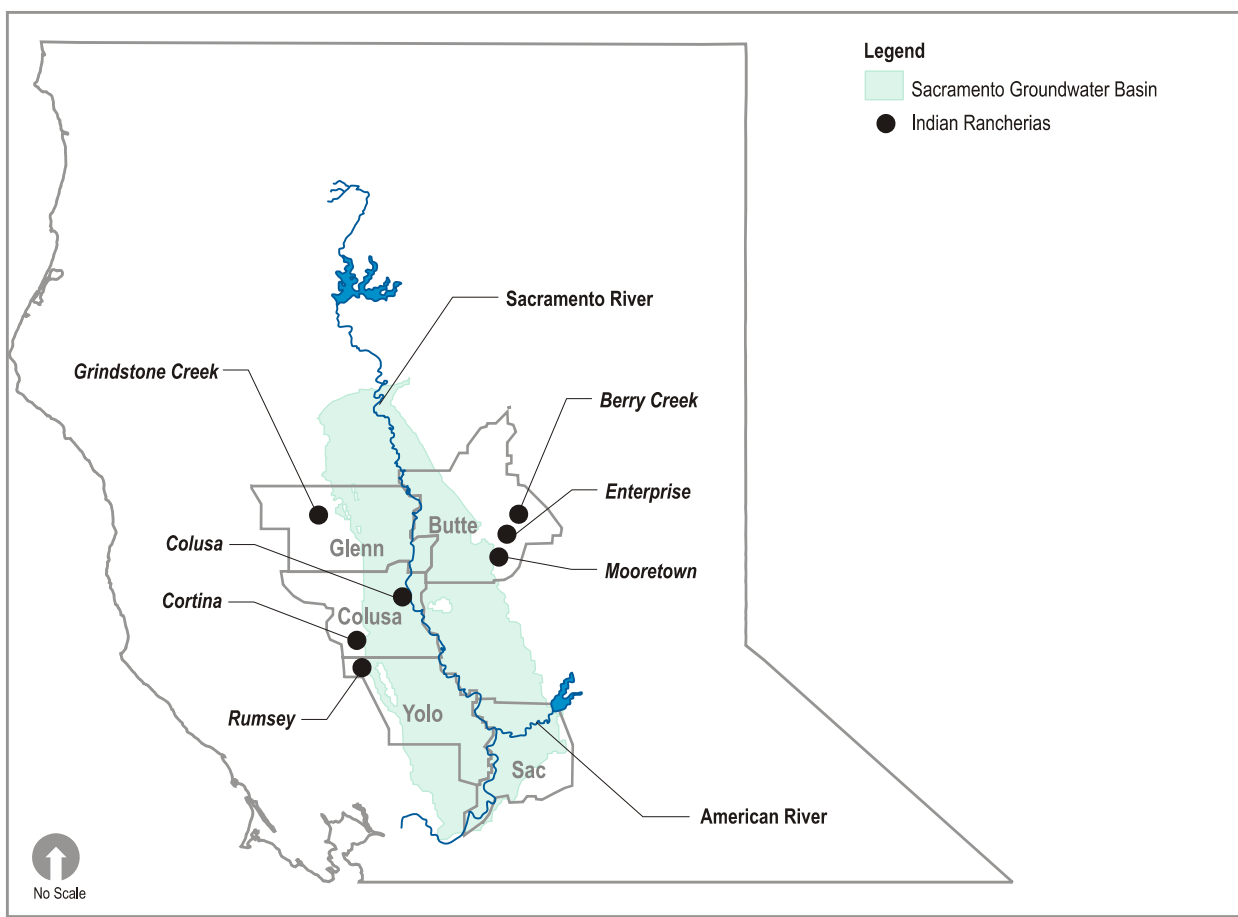 Legend
Sacramento Groundwater Basin
Indian Rancherias
Sacramento River
Grindstone Creek
Berry Creek
Enterprise
Butte
Glenn
Colusa
Mooretown
Cortina
Colusa
Rumsey
Yolo
Sac
American River
No Scale